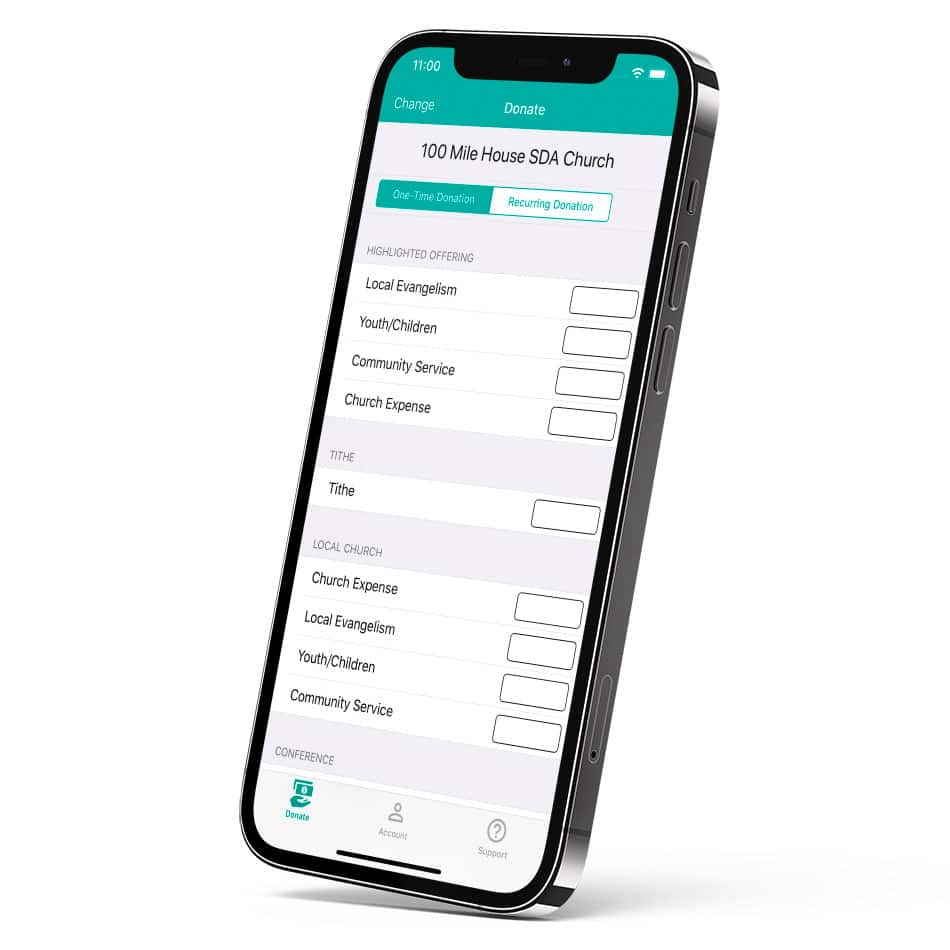 11:00
Change Donate
100 Mile House SDA Church
One-Time Donation Recurring Donation
HIGHLIGHTED OFFERING
Local Evangelism
Youth/Children
Community Service
Church Expense
TITHE
Tithe
LOCAL CHURCH
Church Expense
Local Evangelism
Youth/Children
Community Service
CONFERENCE
Donate Account Support